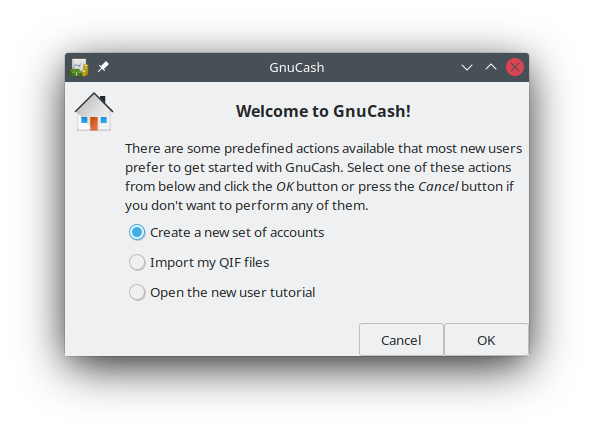 GnuCash
Welcome to GnuCash!
There are some predefined actions available that most new users
prefer to get started with GnuCash. Select one of these actions
from below and click the OK button or press the Cancel button if
you don't want to perform any of them.
Create a new set of accounts
Import my QIF files
Open the new user tutorial
Cancel OK